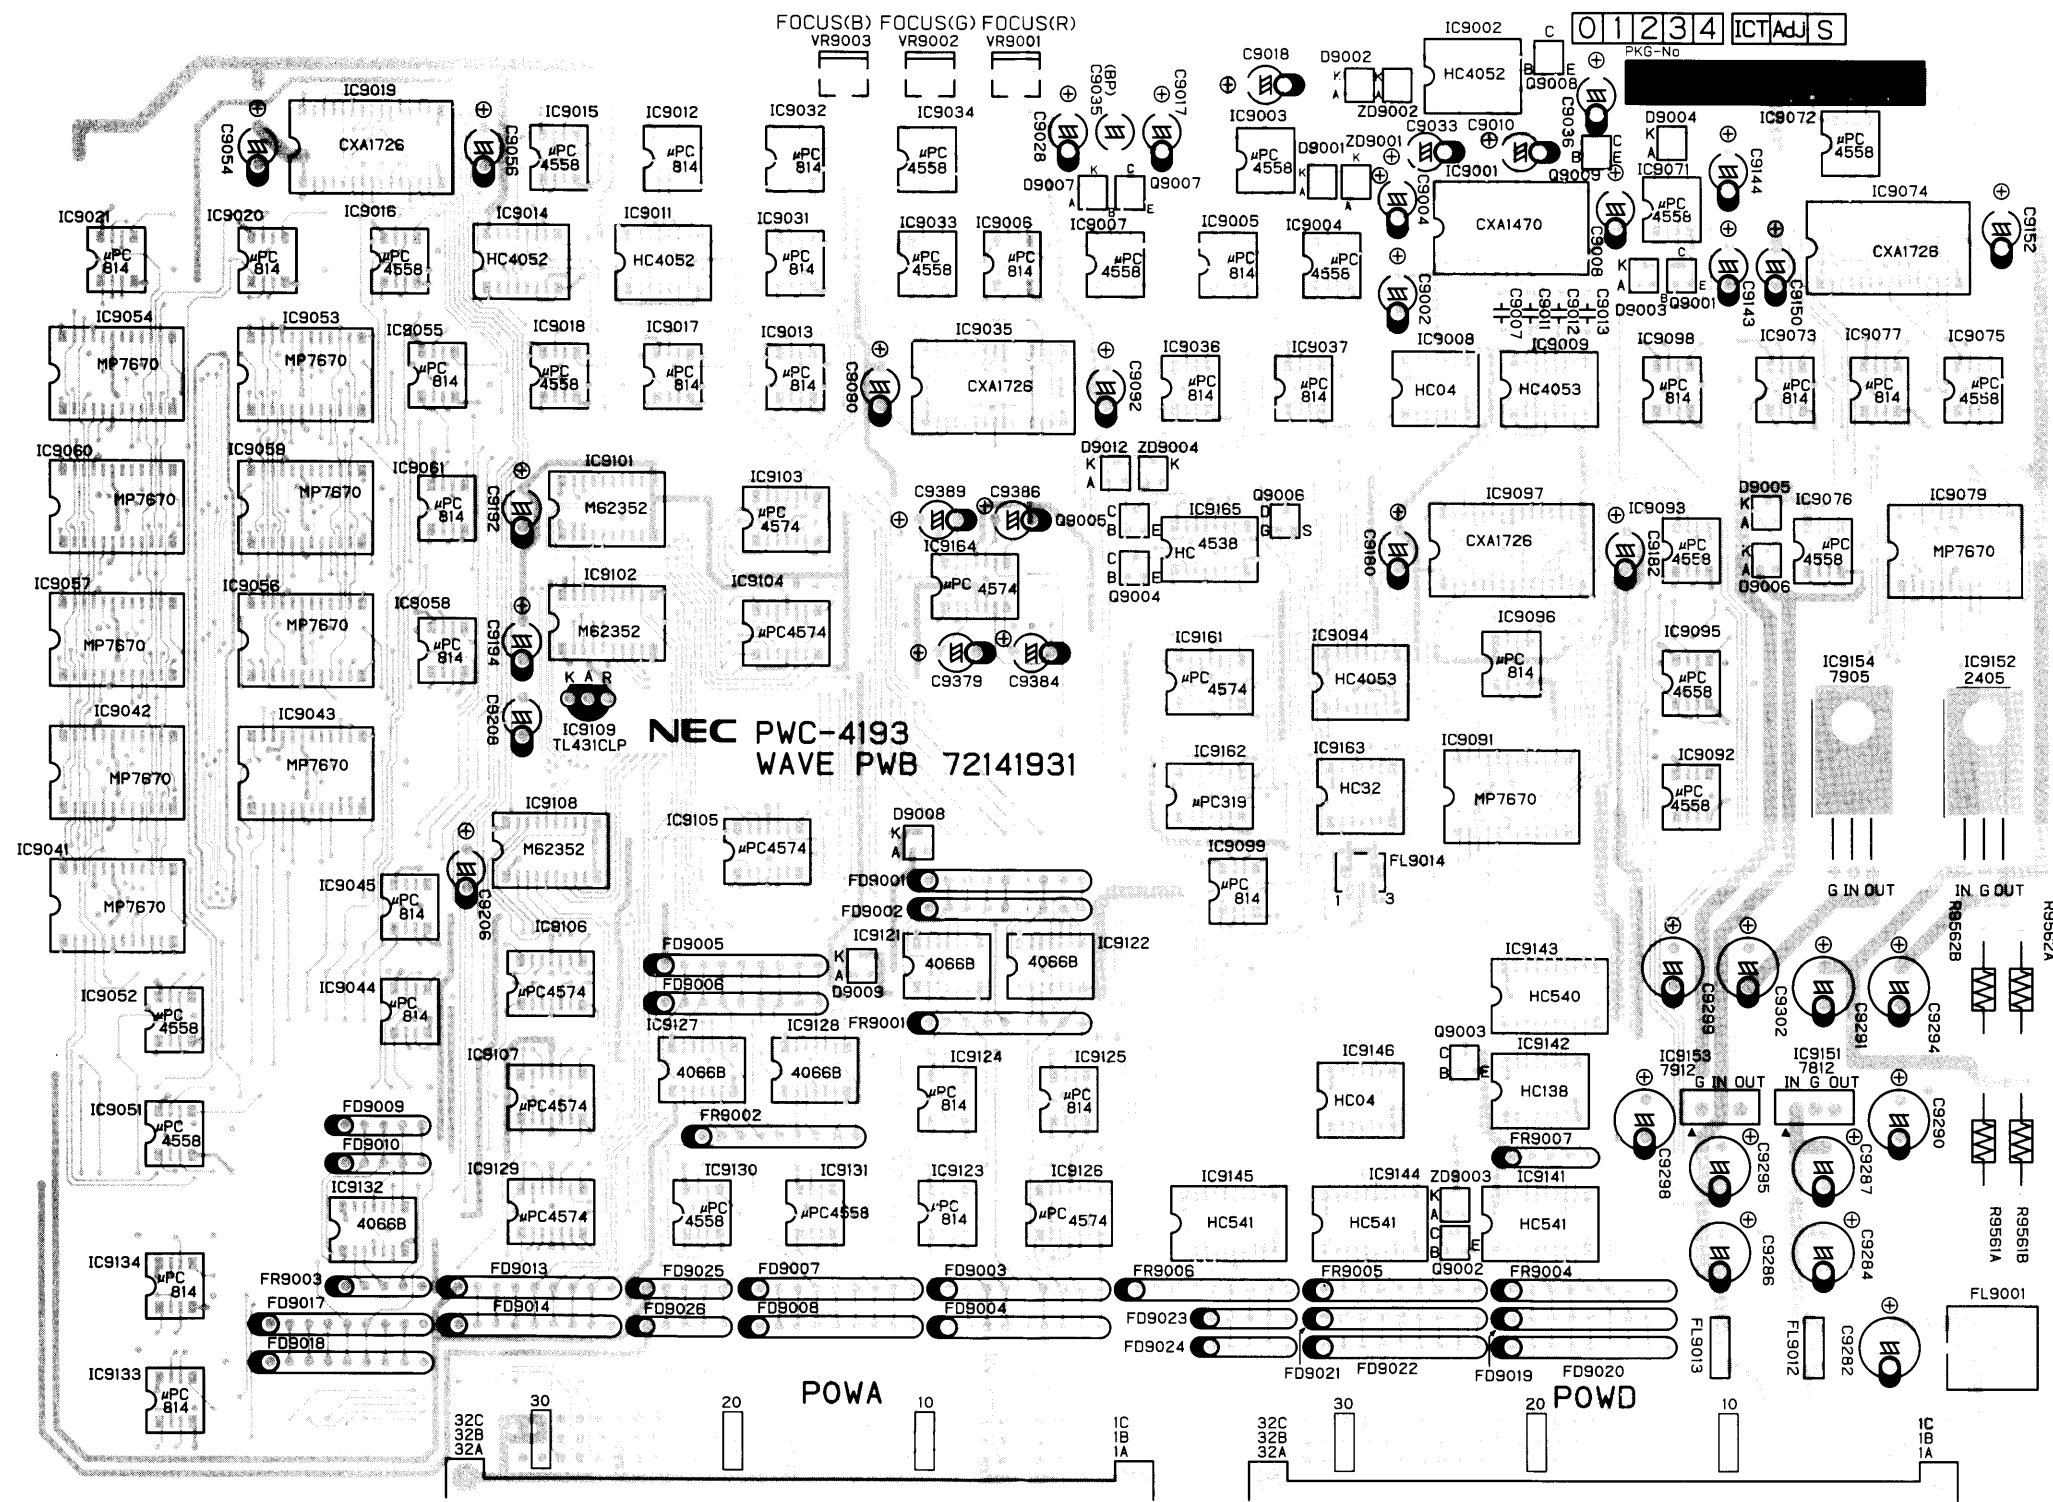 FOCUS(B) FOCUS(G) FOCUS(R)
VR9003 VR9002 VR9001
IC9002 HC4052
C
B E
Q9008
0 1 2 3 4 ICT AdJ S
PKG-No
C9018
D9002
K
A
K
ZD9002
C9036
IC9019
CXA1726
C9054
C9056
IC9015
μPC 4558
IC9012
μPC 814
IC9032
μPC 814
IC9034
μPC 4558
C9028
(BP)
C9035
C9017
D9007
K
A
C
B E
Q9007
IC9003
μPC 4558
D9001
K
A
ZD9001
K
A
C9033
C9010
C9004
IC9001
CXA1470
C
B E
Q9009
D9004
K
A
IC9071
μPC 4558
C9144
IC9072
μPC 4558
IC9074
CXA1726
C9152
IC9021
μPC 814
IC9020
μPC 814
IC9016
μPC 4558
IC9014
HC4052
IC9011
HC4052
IC9031
μPC 814
IC9033
μPC 4558
IC9006
μPC 814
IC9007
μPC 4558
IC9005
μPC 814
IC9004
μPC 4558
C9002
C9008
C9007
C9011
C9012
C9013
K
A
D9003
C
B E
Q9001
C9143
C9150
IC9054
MP7670
IC9053
MP7670
IC9055
μPC 814
IC9018
μPC 4558
IC9017
μPC 814
IC9013
μPC 814
C9080
IC9035
CXA1726
C9092
IC9036
μPC 814
IC9037
μPC 814
IC9008
HC04
IC9009
HC4053
IC9098
μPC 814
IC9073
μPC 814
IC9077
μPC 814
IC9075
μPC 4558
IC9060
MP7670
IC9059
MP7670
IC9061
μPC 814
C9192
IC9101
M62352
IC9103
μPC 4574
C9389
C9386
D9012
K
A
ZD9004
K
Q9005
C
B E
C
B E
Q9004
IC9165
HC 4538
Q9006
D
G S
C9180
IC9097
CXA1726
C9182
IC9093
μPC 4558
D9005
K
A
K
A
D9006
IC9076
μPC 4558
IC9079
MP7670
IC9164
μPC 4574
IC9057
MP7670
IC9056
MP7670
IC9058
μPC 814
C9194
IC9102
M62352
IC9104
μPC4574
C9379
C9384
IC9161
μPC 4574
IC9094
HC4053
IC9096
μPC 814
IC9095
μPC 4558
IC9154
7905
IC9152
2405
K A R
IC9109
TL431CLP
C9208
NEC PWC-4193
WAVE PWB 72141931
IC9042
MP7670
IC9043
MP7670
IC9162
μPC319
IC9163
HC32
IC9091
MP7670
IC9092
μPC 4558
IC9041
MP7670
IC9045
μPC 814
C9206
IC9108
M62352
IC9105
μPC4574
D9008
K
A
FD9001
FD9002
IC9099
μPC 814
FL9014
1 3
G IN OUT
IN G OUT
R9562B
R9562A
IC9106
μPC4574
FD9005
FD9006
K
A
D9009
IC9121
4066B
IC9122
4066B
FR9001
IC9143
HC540
C9299
C9302
C9291
C9294
IC9052
μPC 4558
IC9044
μPC 814
IC9107
μPC4574
IC9127
4066B
IC9128
4066B
IC9124
μPC 814
IC9125
μPC 814
IC9146
HC04
Q9003
C
B E
IC9142
HC138
IC9153
7912
G IN OUT
IC9151
7812
IN G OUT
C9290
IC9051
μPC 4558
FD9009
FD9010
FR9002
FR9007
C9298
C9295
C9287
IC9132
4066B
IC9129
μPC4574
IC9130
μPC 4558
IC9131
μPC4558
IC9123
μPC 814
IC9126
μPC 4574
IC9145
HC541
IC9144
HC541
ZD9003
K
A
C
B E
Q9002
IC9141
HC541
C9286
C9284
R9561A
R9561B
IC9134
μPC 814
FR9003
FD9013
FD9025
FD9007
FD9003
FR9006
FR9005
FR9004
FD9017
FD9014
FD9026
FD9008
FD9004
FD9023
FD9018
FD9024
FD9021
FD9022
FD9019
FD9020
FL9013
FL9012
C9282
FL9001
IC9133
μPC 814
POWA
POWD
30 20 10
30 20 10
32C
32B
32A
1C
1B
1A
32C
32B
32A
1C
1B
1A